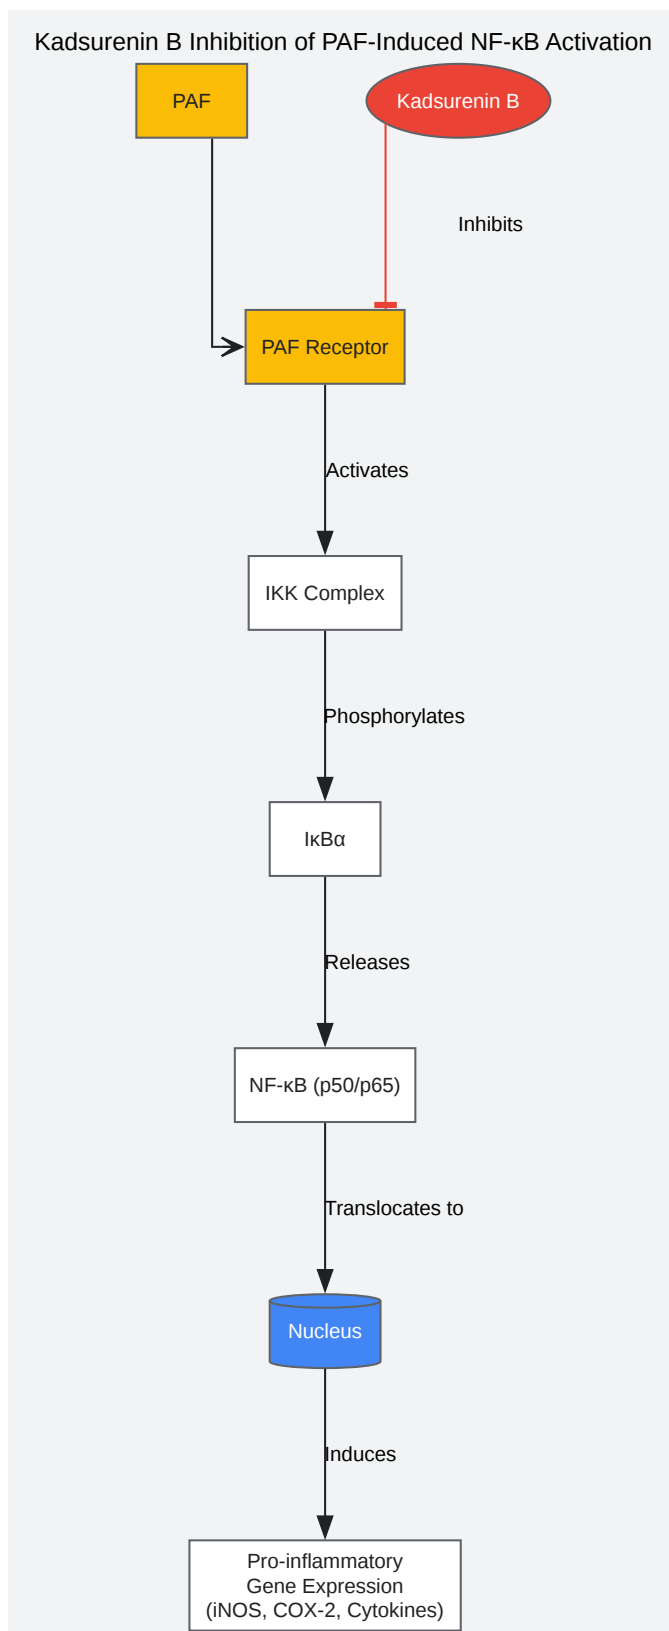 Kadsurenin B Inhibition of PAF-Induced NF-κB Activation
PAF
Kadsurenin B
Inhibits
PAF Receptor
Activates
IKK Complex
Phosphorylates
IκBα
Releases
NF-κB (p50/p65)
Translocates to
Nucleus
Induces
Pro-inflammatory
Gene Expression
(iNOS, COX-2, Cytokines)